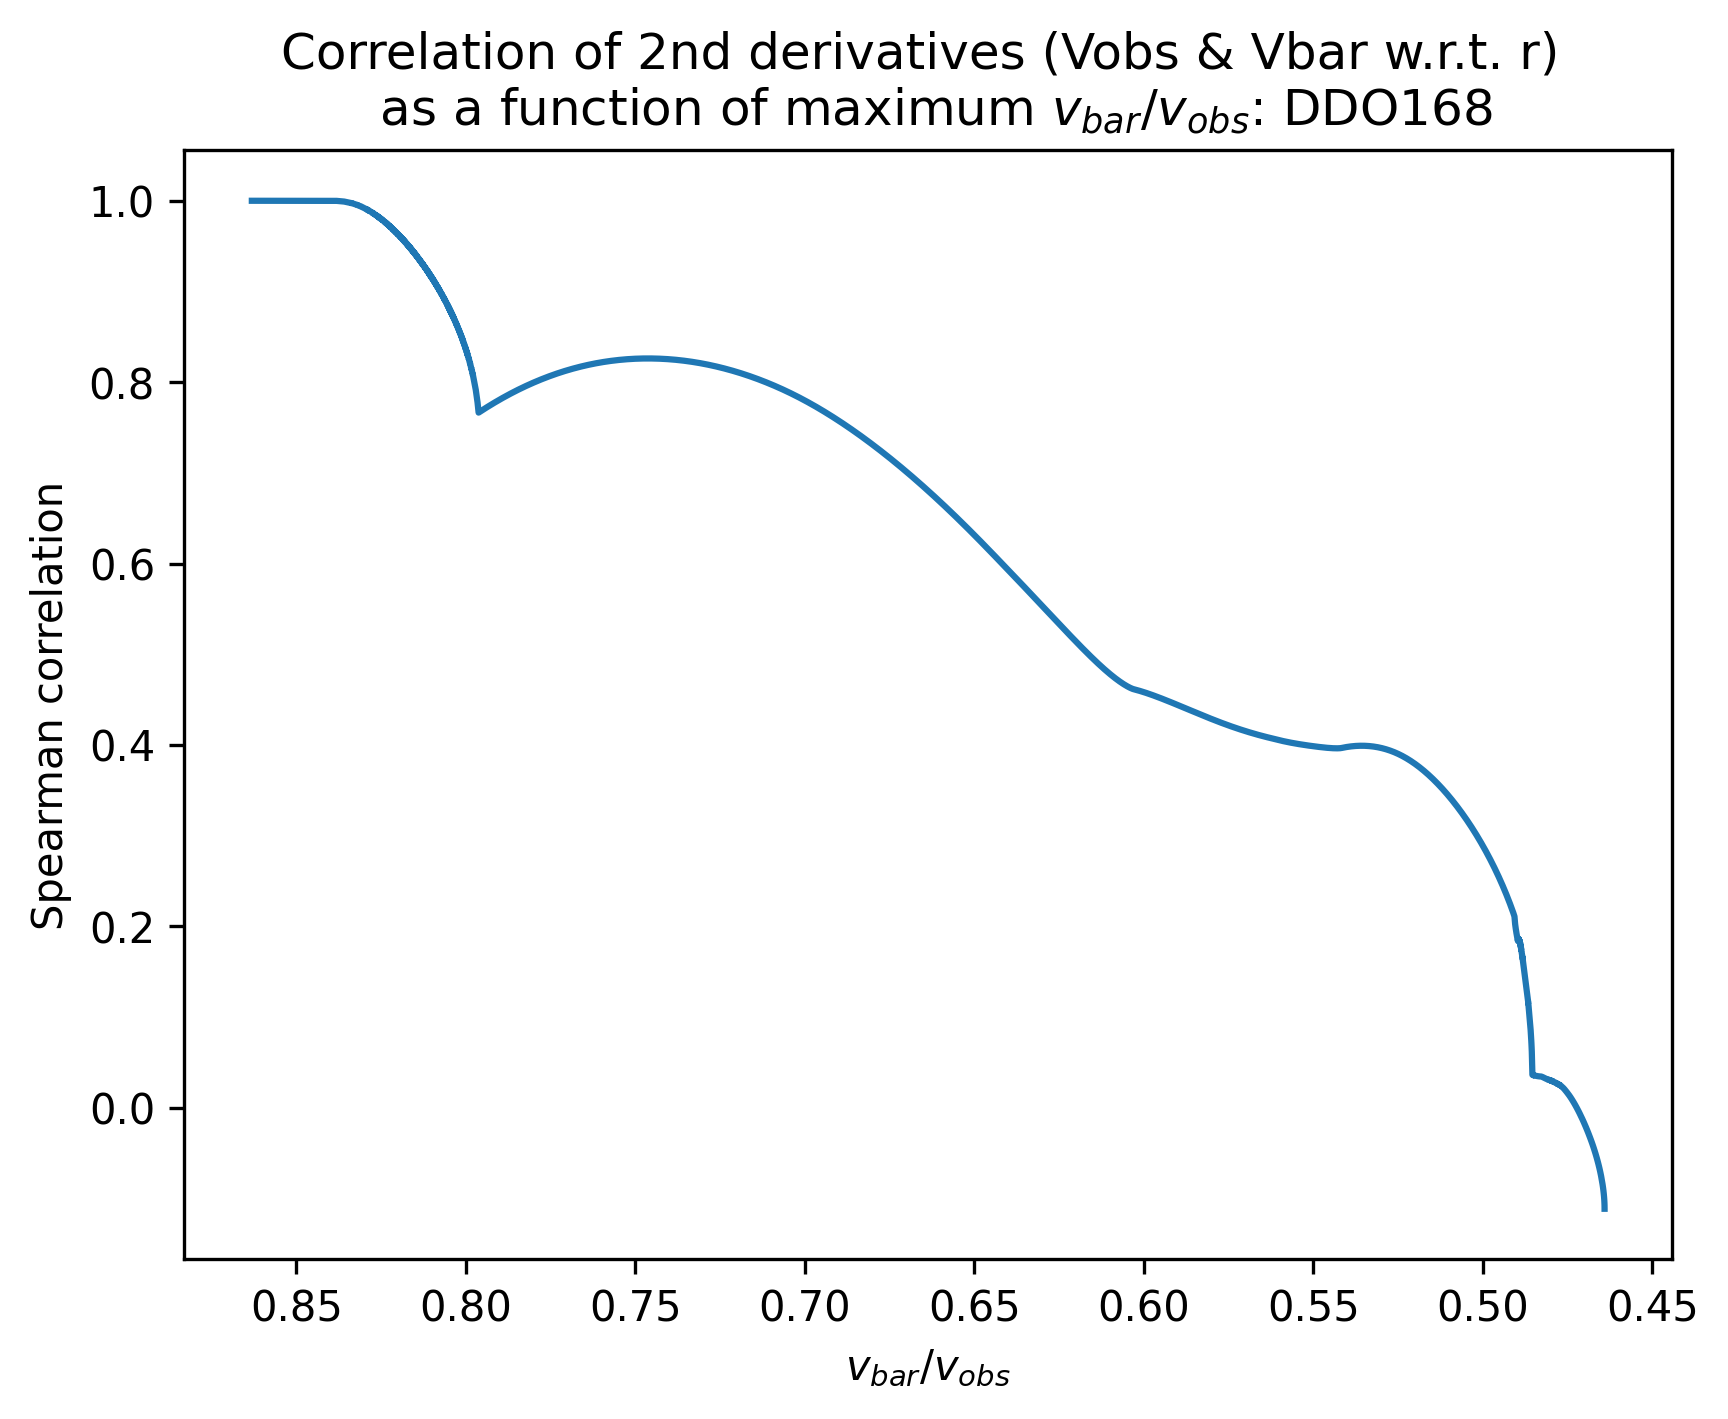 Correlation of 2nd derivatives (Vobs & Vbar w.r.t. r)
as a function of maximum v_bar/v_obs: DDO168
Spearman correlation
1.0
0.8
0.6
0.4
0.2
0.0
0.85 0.80 0.75 0.70 0.65 0.60 0.55 0.50 0.45
v_bar/v_obs